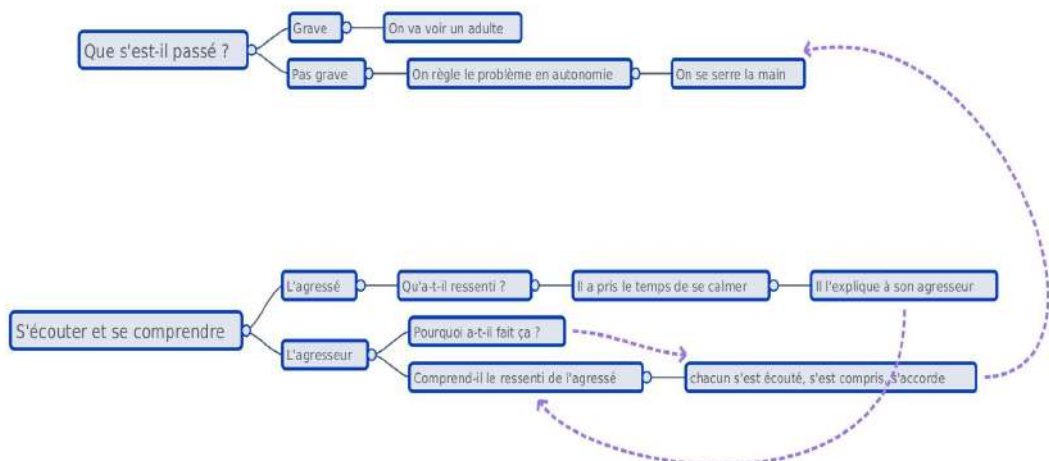 Que s'est-il passé ?
Grave
On va voir un adulte
Pas grave
On règle le problème en autonomie
On se serre la main
S'écouter et se comprendre
L'agressé
Qu'a-t-il ressenti ?
Il a pris le temps de se calmer
Il l'explique à son agresseur
L'agresseur
Pourquoi a-t-il fait ça ?
Comprend-il le ressenti de l'agressé
chacun s'est écouté, s'est compris, s'accorde